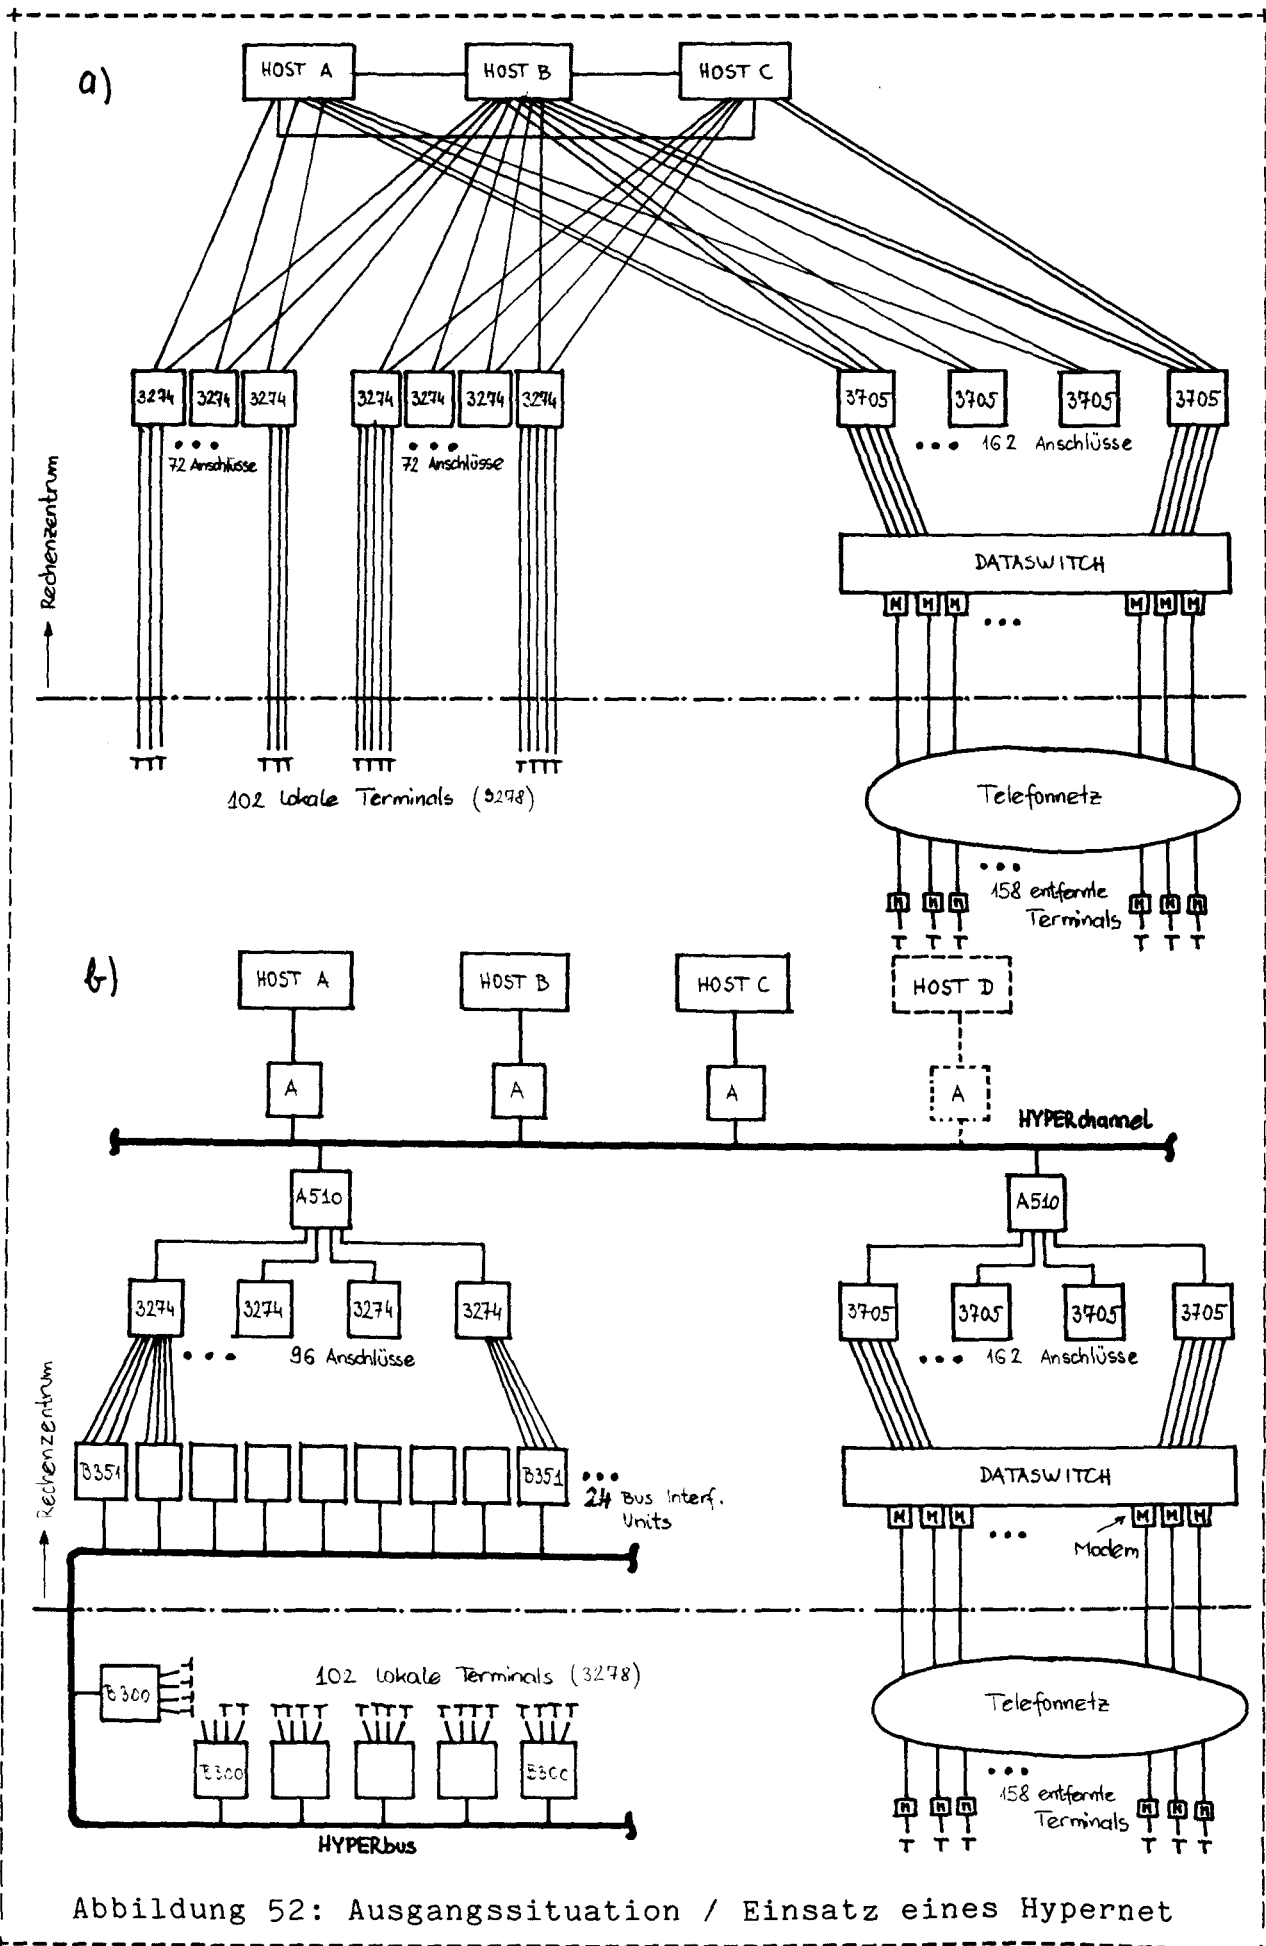 a)
HOST A
HOST B
HOST C
3274
3274
3274
3274
3274
3274
3274
3705
3705
3705
3705
... 
72 Anschlüsse
...
72 Anschlüsse
... 162 Anschlüsse
→ Rechenzentrum
DATASWITCH
M M M ... M M M
T T T
T T T
T T T T
T T T T
102 lokale Terminals (3278)
Telefonnetz
...
158 entfernte
Terminals
M M M M M M
T T T T T T
b)
HOST A
HOST B
HOST C
HOST D
A
A
A
A
HYPERchannel
A510
A510
3274
3274
3274
3274
3705
3705
3705
3705
... 96 Anschlüsse
... 162 Anschlüsse
→ Rechenzentrum
B351
B351
...
24 Bus Interf.
Units
DATASWITCH
M M M ... M M M
Modem
102 lokale Terminals (3278)
B300
T T T T
T T
T T T T
T T T T
T T T T
T T T T
B300
B300
HYPERbus
Telefonnetz
...
158 entfernte
Terminals
M M M M M M
T T T T T T
Abbildung 52: Ausgangssituation / Einsatz eines Hypernet